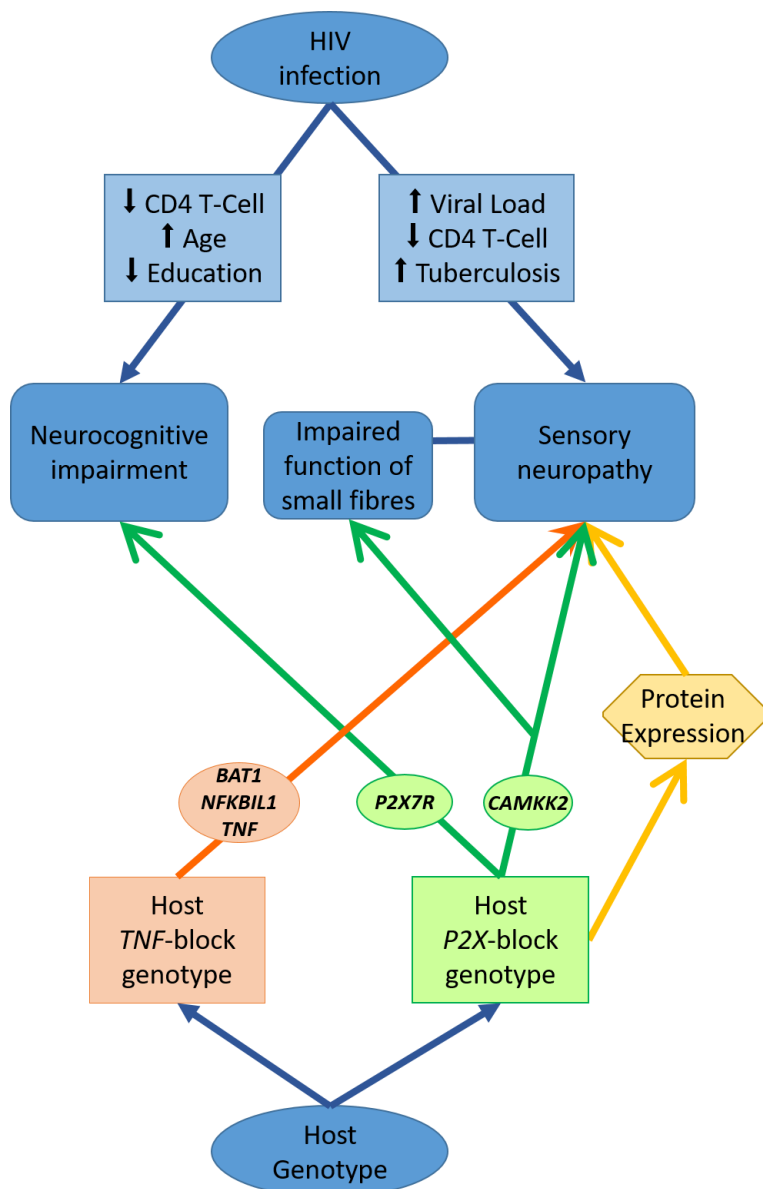 HIV
infection
⬇ CD4 T-Cell
⬆ Age
⬇ Education
⬆ Viral Load
⬇ CD4 T-Cell
⬆ Tuberculosis
Neurocognitive
impairment
Impaired
function of
small fibres
Sensory
neuropathy
Protein
Expression
BAT1
NFKBIL1
TNF
P2X7R
CAMKK2
Host
TNF-block
genotype
Host
P2X-block
genotype
Host
Genotype